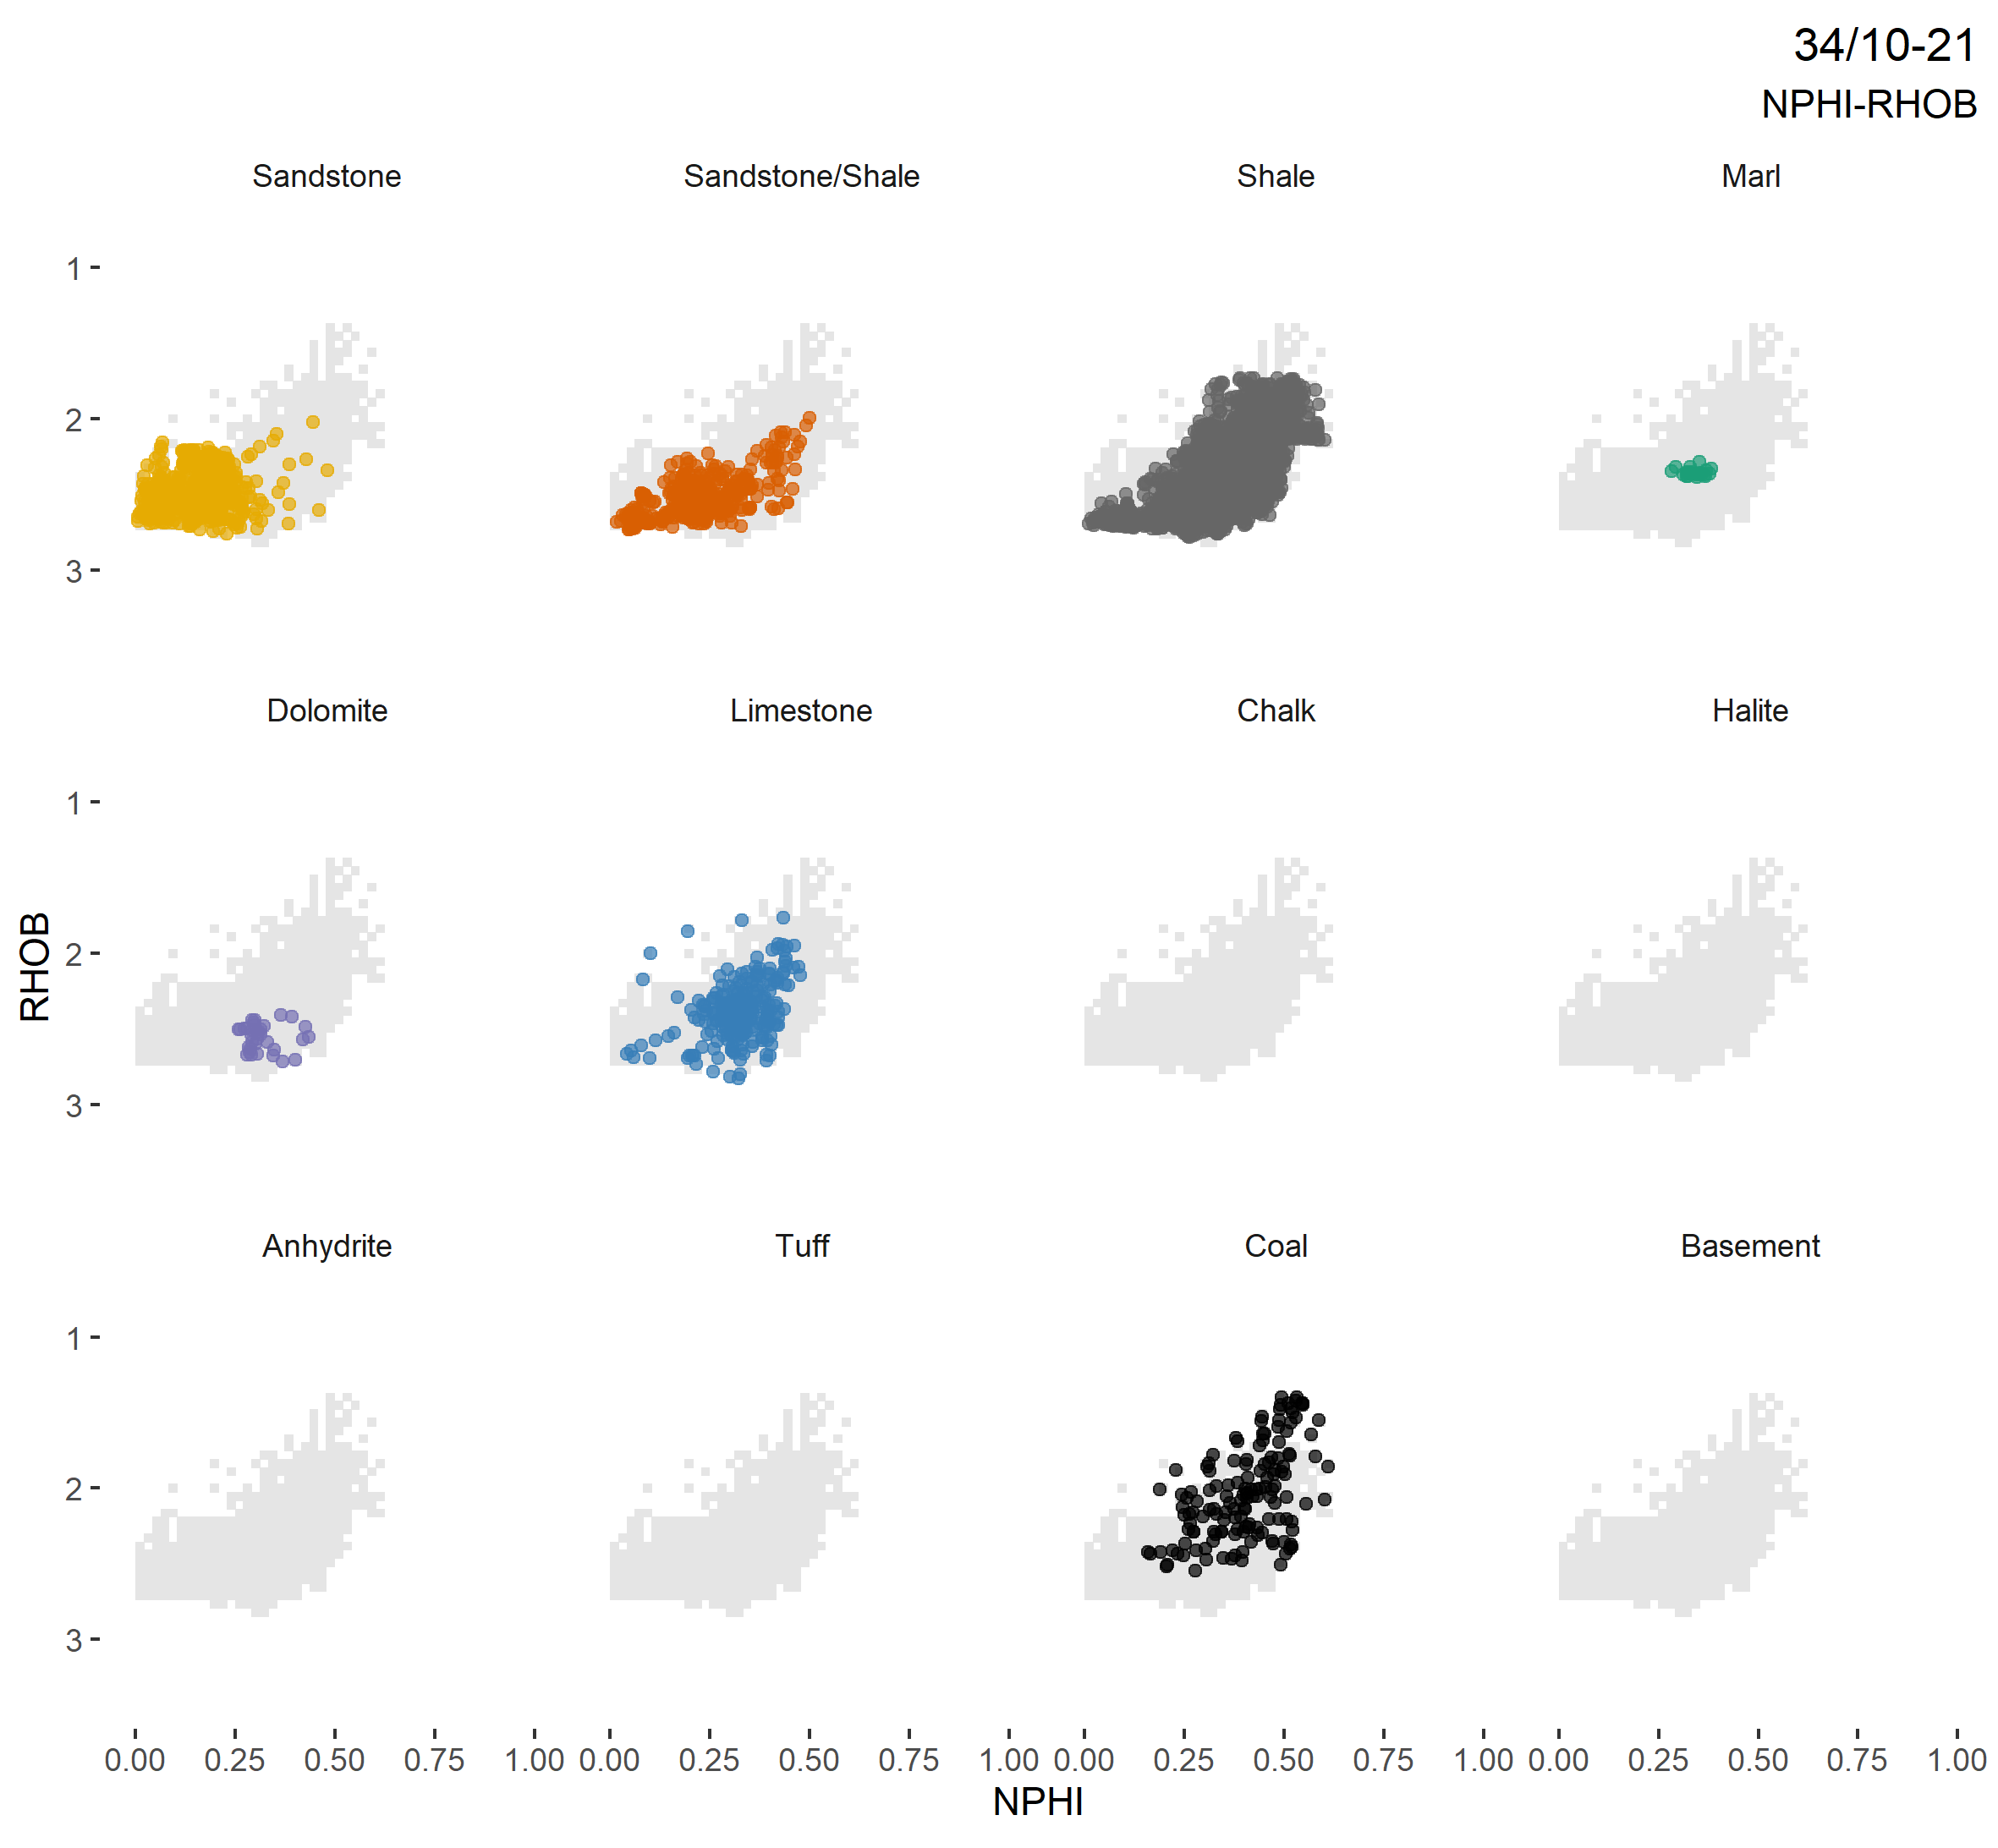 34/10-21
NPHI-RHOB
Sandstone Sandstone/Shale Shale Marl
1
2
3
Dolomite Limestone Chalk Halite
1
2
3
RHOB
Anhydrite Tuff Coal Basement
1
2
3
0.00 0.25 0.50 0.75 1.00 0.00 0.25 0.50 0.75 1.00 0.00 0.25 0.50 0.75 1.00 0.00 0.25 0.50 0.75 1.00
NPHI